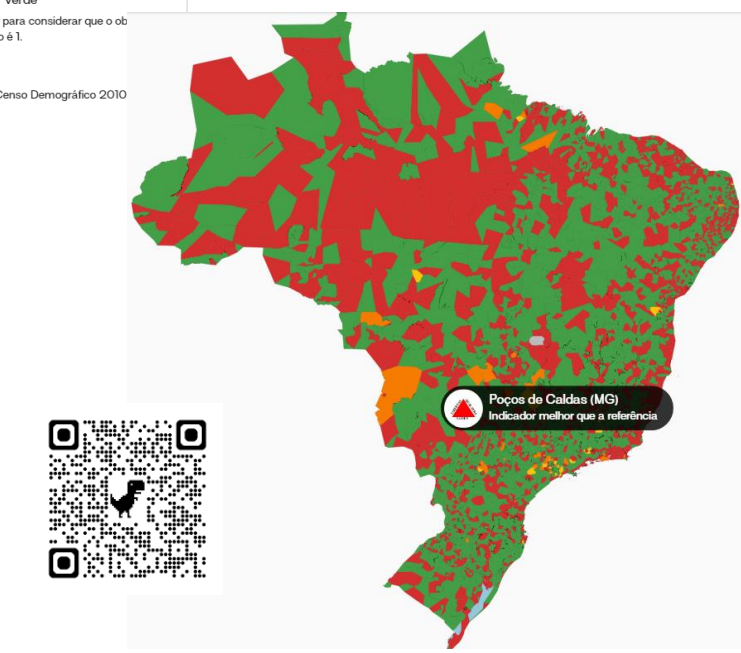 Verde
para considerar que o ob
o é 1.
Censo Demográfico 2010
Poços de Caldas (MG)
Indicador melhor que a referência